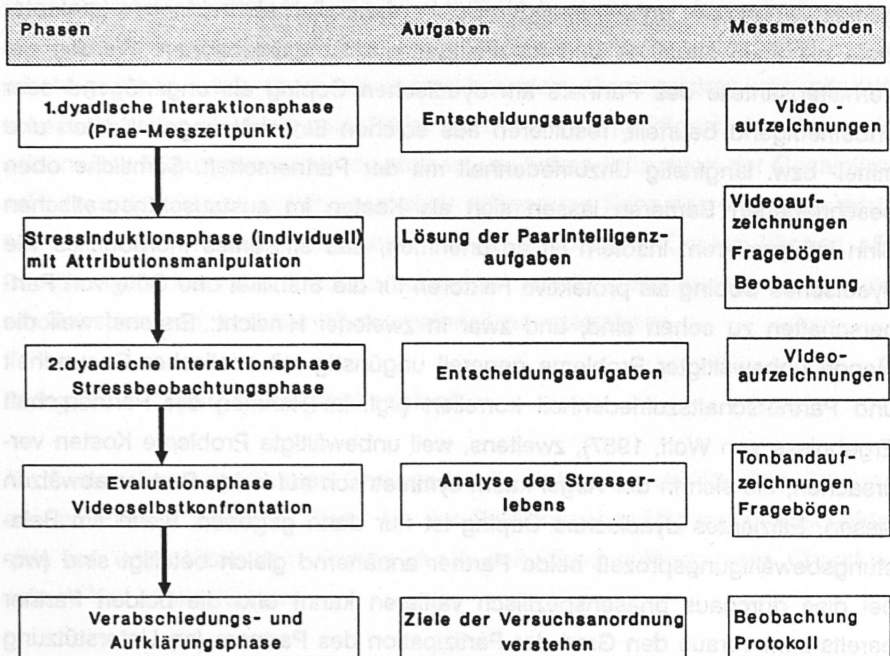 Phasen Aufgaben Messmethoden
1.dyadische Interaktionsphase
(Prae-Messzeitpunkt)
Entscheidungsaufgaben
Video-
aufzeichnungen
Stressinduktionsphase (individuell)
mit Attributionsmanipulation
Lösung der Paarintelligenz-
aufgaben
Videoauf-
zeichnungen
Fragebögen
Beobachtung
2.dyadische Interaktionsphase
Stressbeobachtungsphase
Entscheidungsaufgaben
Video-
aufzeichnungen
Evaluationsphase
Videoselbstkonfrontation
Analyse des Stresser-
lebens
Tonbandauf-
zeichnungen
Fragebögen
Verabschiedungs- und
Aufklärungsphase
Ziele der Versuchsanordnung
verstehen
Beobachtung
Protokoll